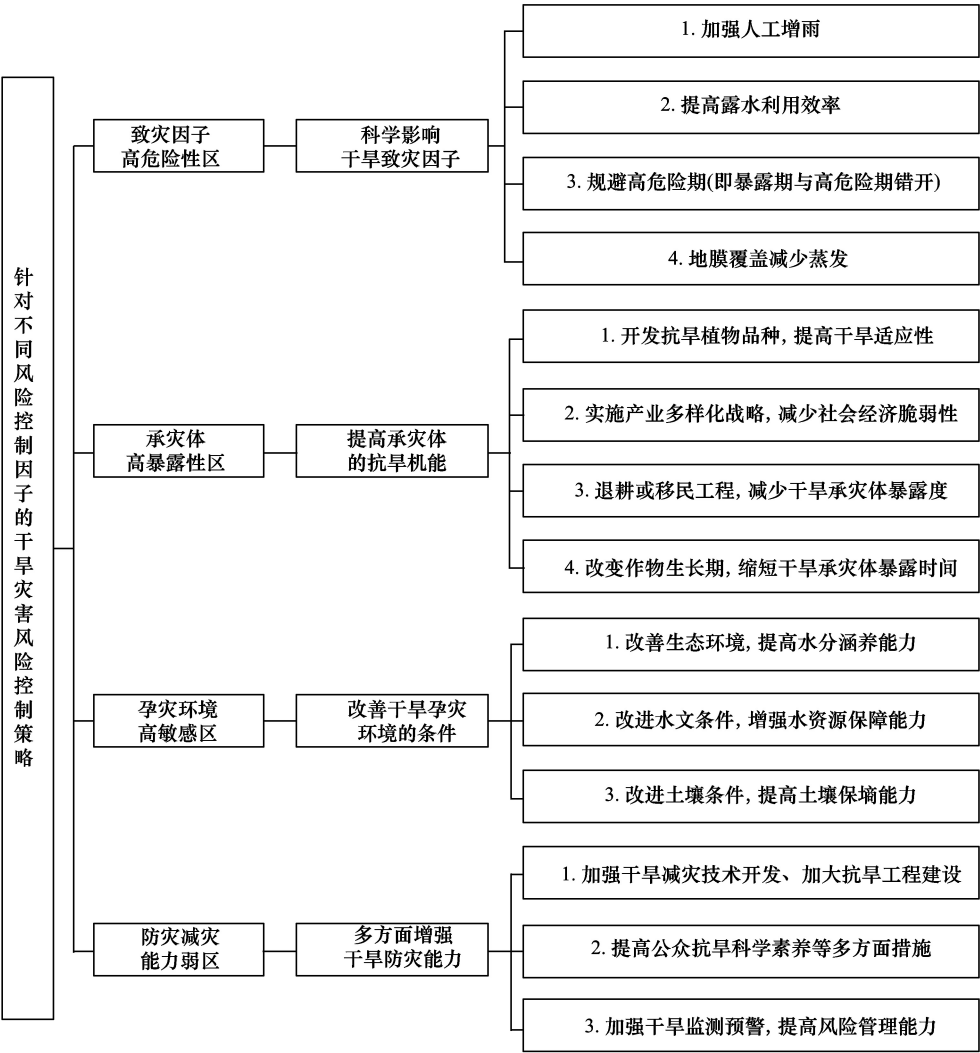 针对不同风险控制因子的干旱灾害风险控制策略
致灾因子
高危险性区
科学影响
干旱致灾因子
1. 加强人工增雨
2. 提高露水利用效率
3. 规避高危险期(即暴露期与高危险期错开)
4. 地膜覆盖减少蒸发
承灾体
高暴露性区
提高承灾体
的抗旱机能
1. 开发抗旱植物品种, 提高干旱适应性
2. 实施产业多样化战略, 减少社会经济脆弱性
3. 退耕或移民工程, 减少干旱承灾体暴露度
4. 改变作物生长期, 缩短干旱承灾体暴露时间
孕灾环境
高敏感区
改善干旱孕灾
环境的条件
1. 改善生态环境, 提高水分涵养能力
2. 改进水文条件, 增强水资源保障能力
3. 改进土壤条件, 提高土壤保墒能力
防灾减灾
能力弱区
多方面增强
干旱防灾能力
1. 加强干旱减灾技术开发、加大抗旱工程建设
2. 提高公众抗旱科学素养等多方面措施
3. 加强干旱监测预警, 提高风险管理能力